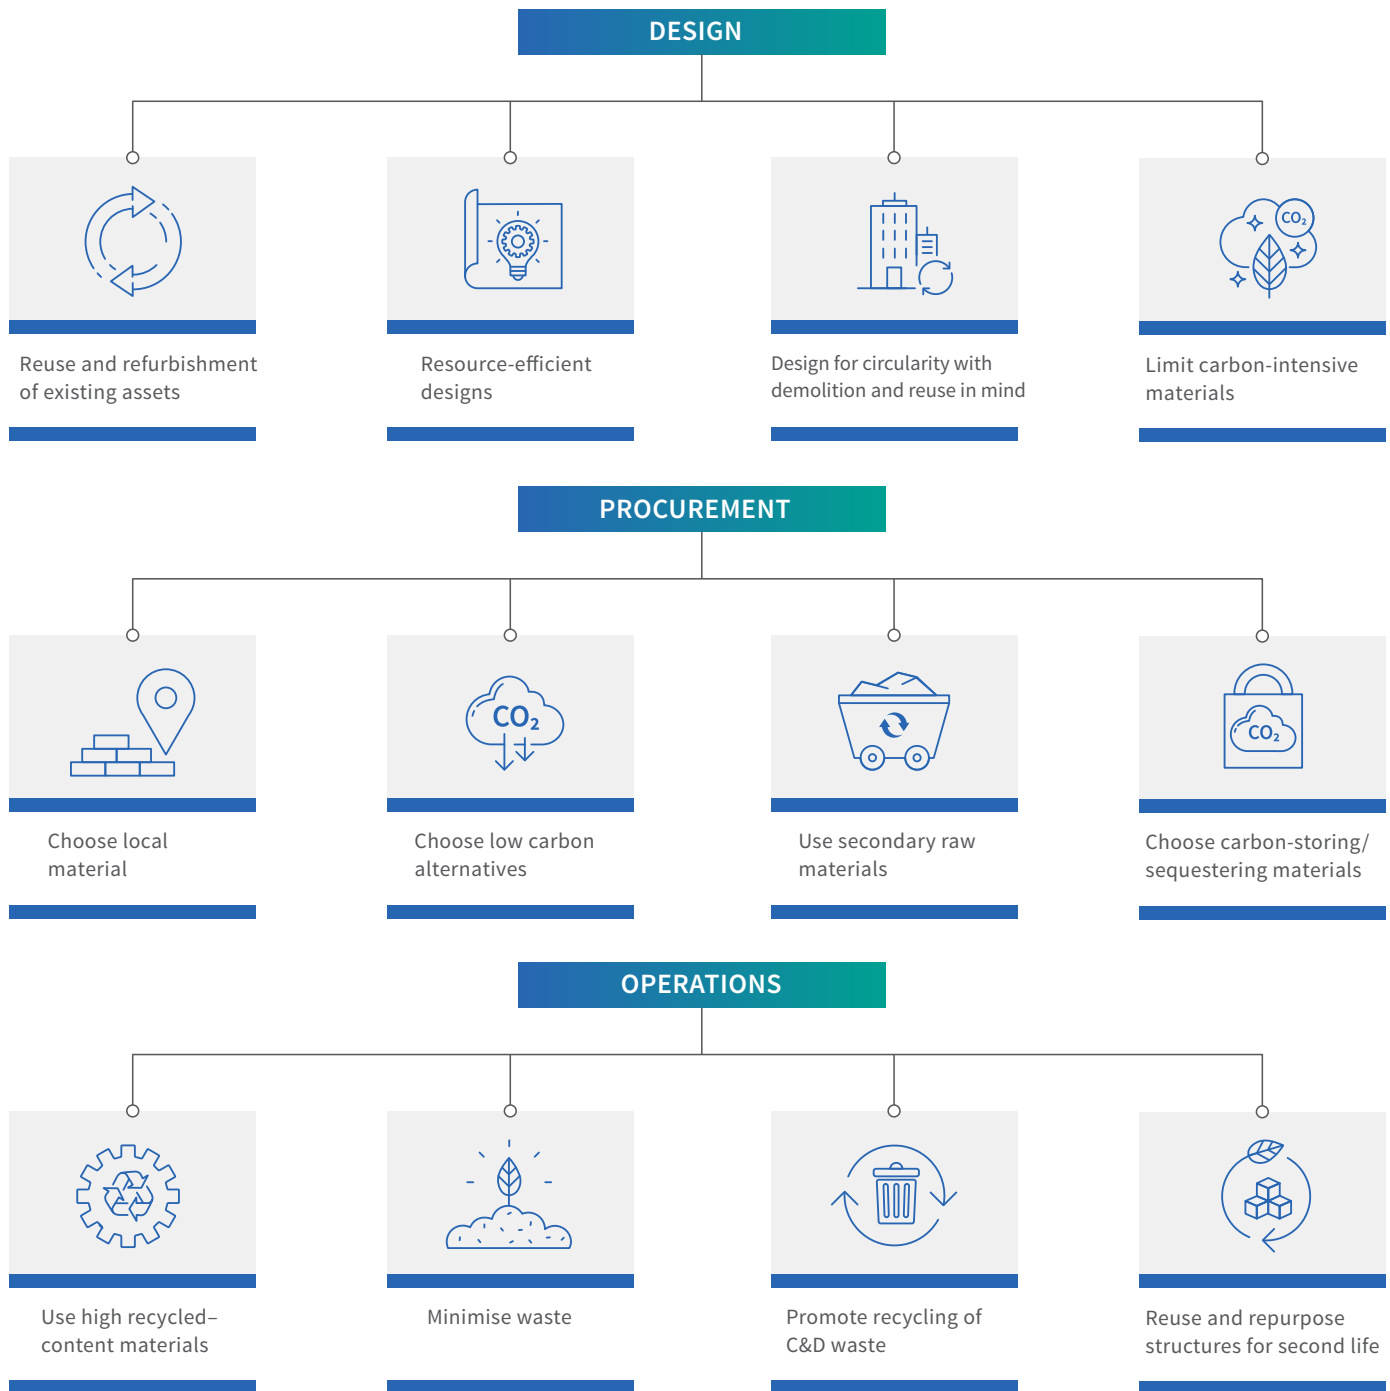 DESIGN
CO₂
Reuse and refurbishment
of existing assets
Resource-efficient
designs
Design for circularity with
demolition and reuse in mind
Limit carbon-intensive
materials
PROCUREMENT
CO₂
CO₂
Choose local
material
Choose low carbon
alternatives
Use secondary raw
materials
Choose carbon-storing/
sequestering materials
OPERATIONS
Use high recycled–
content materials
Minimise waste
Promote recycling of
C&D waste
Reuse and repurpose
structures for second life